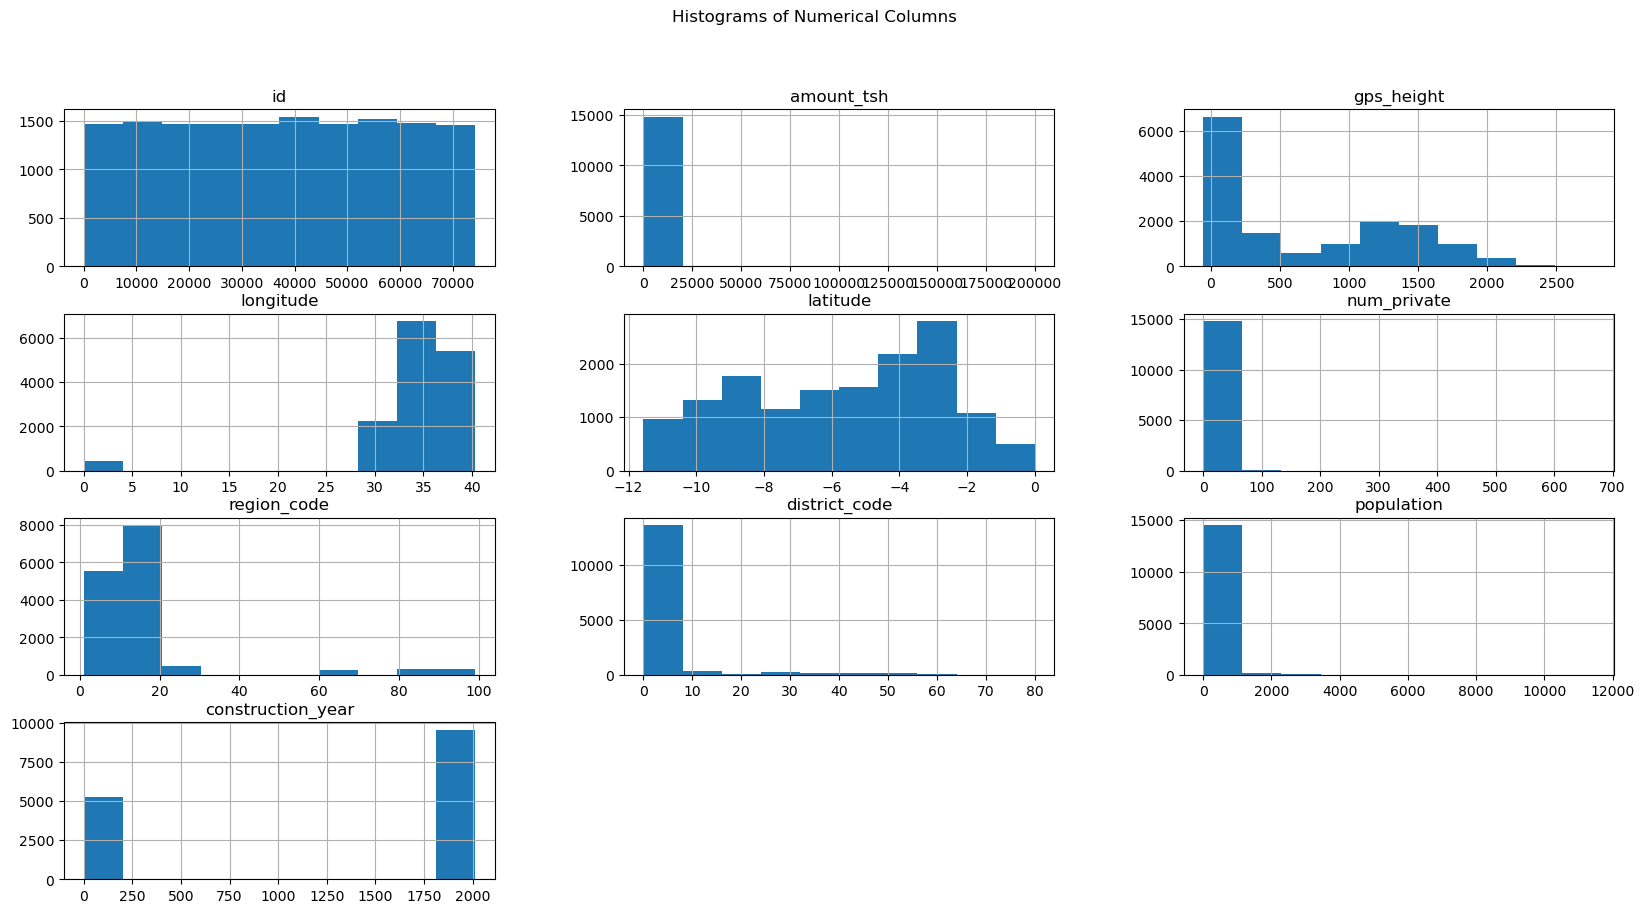 Histograms of Numerical Columns
id
1500
1000
500
0
0 10000 20000 30000 40000 50000 60000 70000
amount_tsh
15000
10000
5000
0
0 25000 50000 75000 100000 125000 150000 175000 200000
gps_height
6000
4000
2000
0
0 500 1000 1500 2000 2500
longitude
6000
4000
2000
0
0 5 10 15 20 25 30 35 40
latitude
2000
1000
0
−12 −10 −8 −6 −4 −2 0
num_private
15000
10000
5000
0
0 100 200 300 400 500 600 700
region_code
8000
6000
4000
2000
0
0 20 40 60 80 100
district_code
10000
5000
0
0 10 20 30 40 50 60 70 80
population
15000
10000
5000
0
0 2000 4000 6000 8000 10000 12000
construction_year
10000
7500
5000
2500
0
0 250 500 750 1000 1250 1500 1750 2000